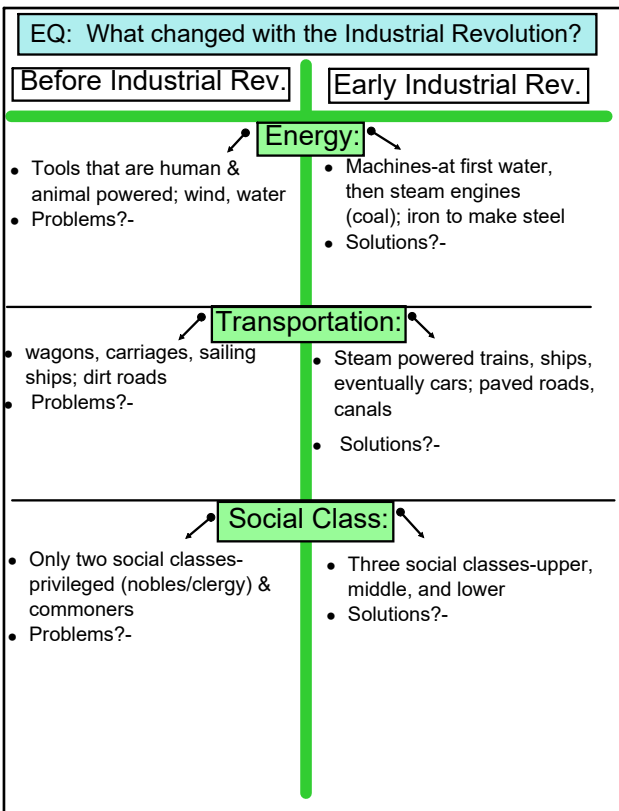 EQ:  What changed with the Industrial Revolution?
Before Industrial Rev.
Early Industrial Rev.
Energy:
• Tools that are human &
animal powered; wind, water
• Problems?-
• Machines-at first water,
then steam engines
(coal); iron to make steel
• Solutions?-
Transportation:
• wagons, carriages, sailing
ships; dirt roads
• Problems?-
• Steam powered trains, ships,
eventually cars; paved roads,
canals
• Solutions?-
Social Class:
• Only two social classes-
privileged (nobles/clergy) &
commoners
• Problems?-
• Three social classes-upper,
middle, and lower
• Solutions?-